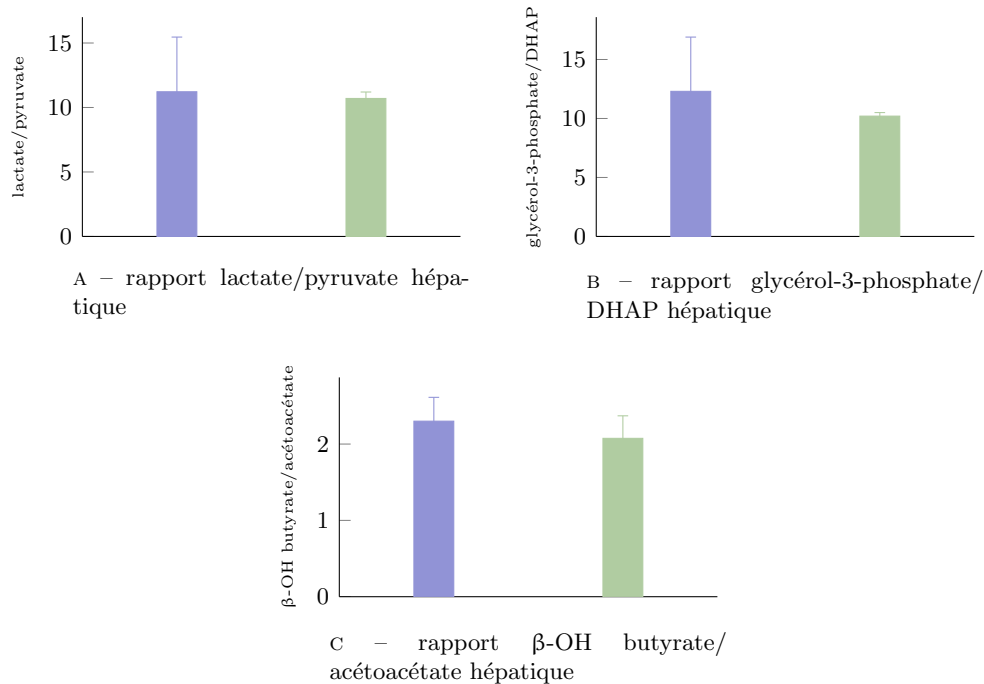 lactate/pyruvate
15
10
5
0
A – rapport lactate/pyruvate hépa-
tique
glycérol-3-phosphate/DHAP
15
10
5
0
B – rapport glycérol-3-phosphate/
DHAP hépatique
β-OH butyrate/acétoacétate
2
1
0
C – rapport β-OH butyrate/
acétoacétate hépatique